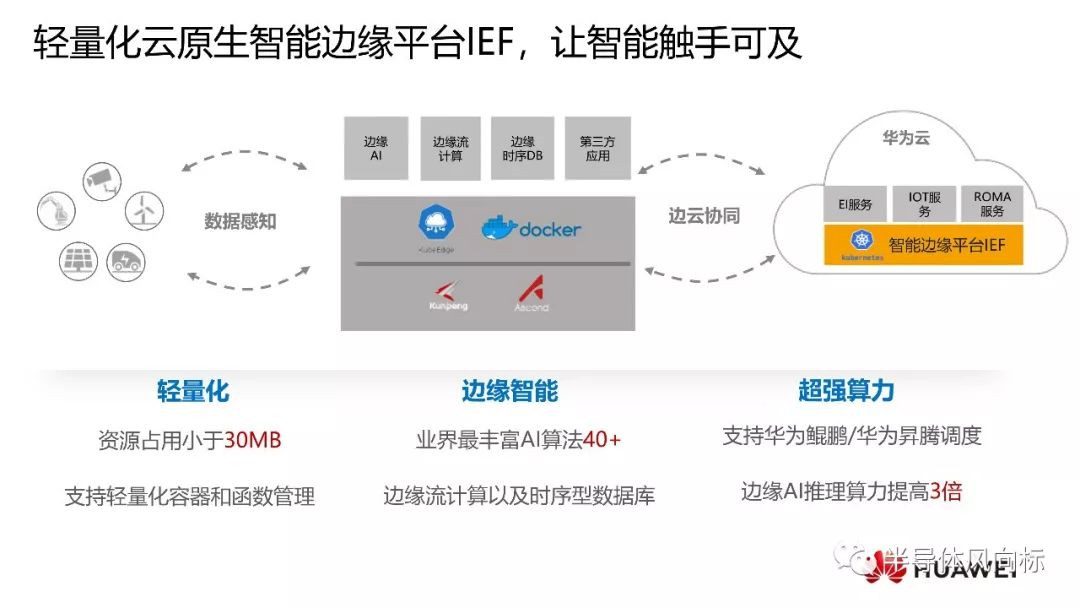 轻量化云原生智能边缘平台IEF，让智能触手可及
边缘
AI
边缘流
计算
边缘
时序DB
第三方
应用
华为云
数据感知
KubeEdge
docker
边云协同
EI服务
IOT服
务
ROMA
服务
kubernetes
智能边缘平台IEF
Kunpeng
Ascend
轻量化
边缘智能
超强算力
资源占用小于30MB
业界最丰富AI算法40+
支持华为鲲鹏/华为昇腾调度
支持轻量化容器和函数管理
边缘流计算以及时序型数据库
边缘AI推理算力提高3倍
半导体风向标
HUAWEI